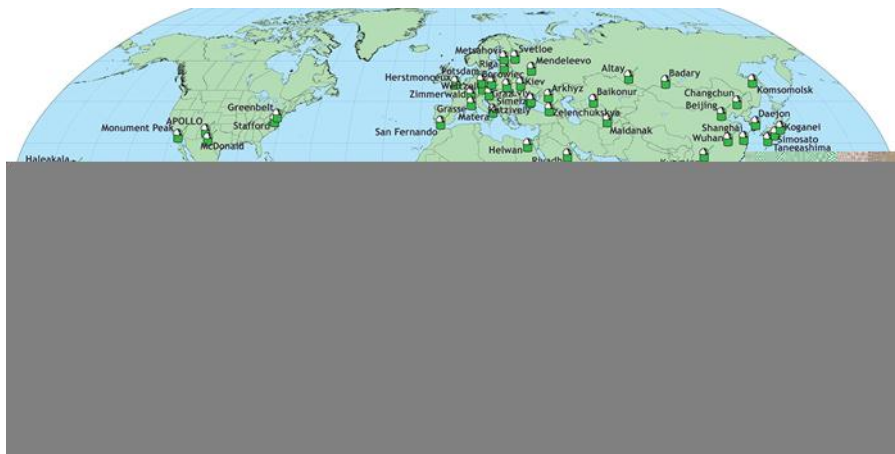 Metsahovi
Svetloe
Riga
Mendeleevo
Potsdam
Borowiec
Altay
Badary
Herstmonceux
Kiev
Arkhyz
Komsomolsk
Zimmerwald
Graz
Simeiz
Baikonur
Changchun
Greenbelt
Grasse
Katzively
Zelenchukskya
Beijing
APOLLO
Stafford
Matera
Daejon
Monument Peak
San Fernando
Maidanak
Shanghai
Koganei
McDonald
Wuhan
Simosato
Helwan
Tanegashima
Haleakala
Riyadh